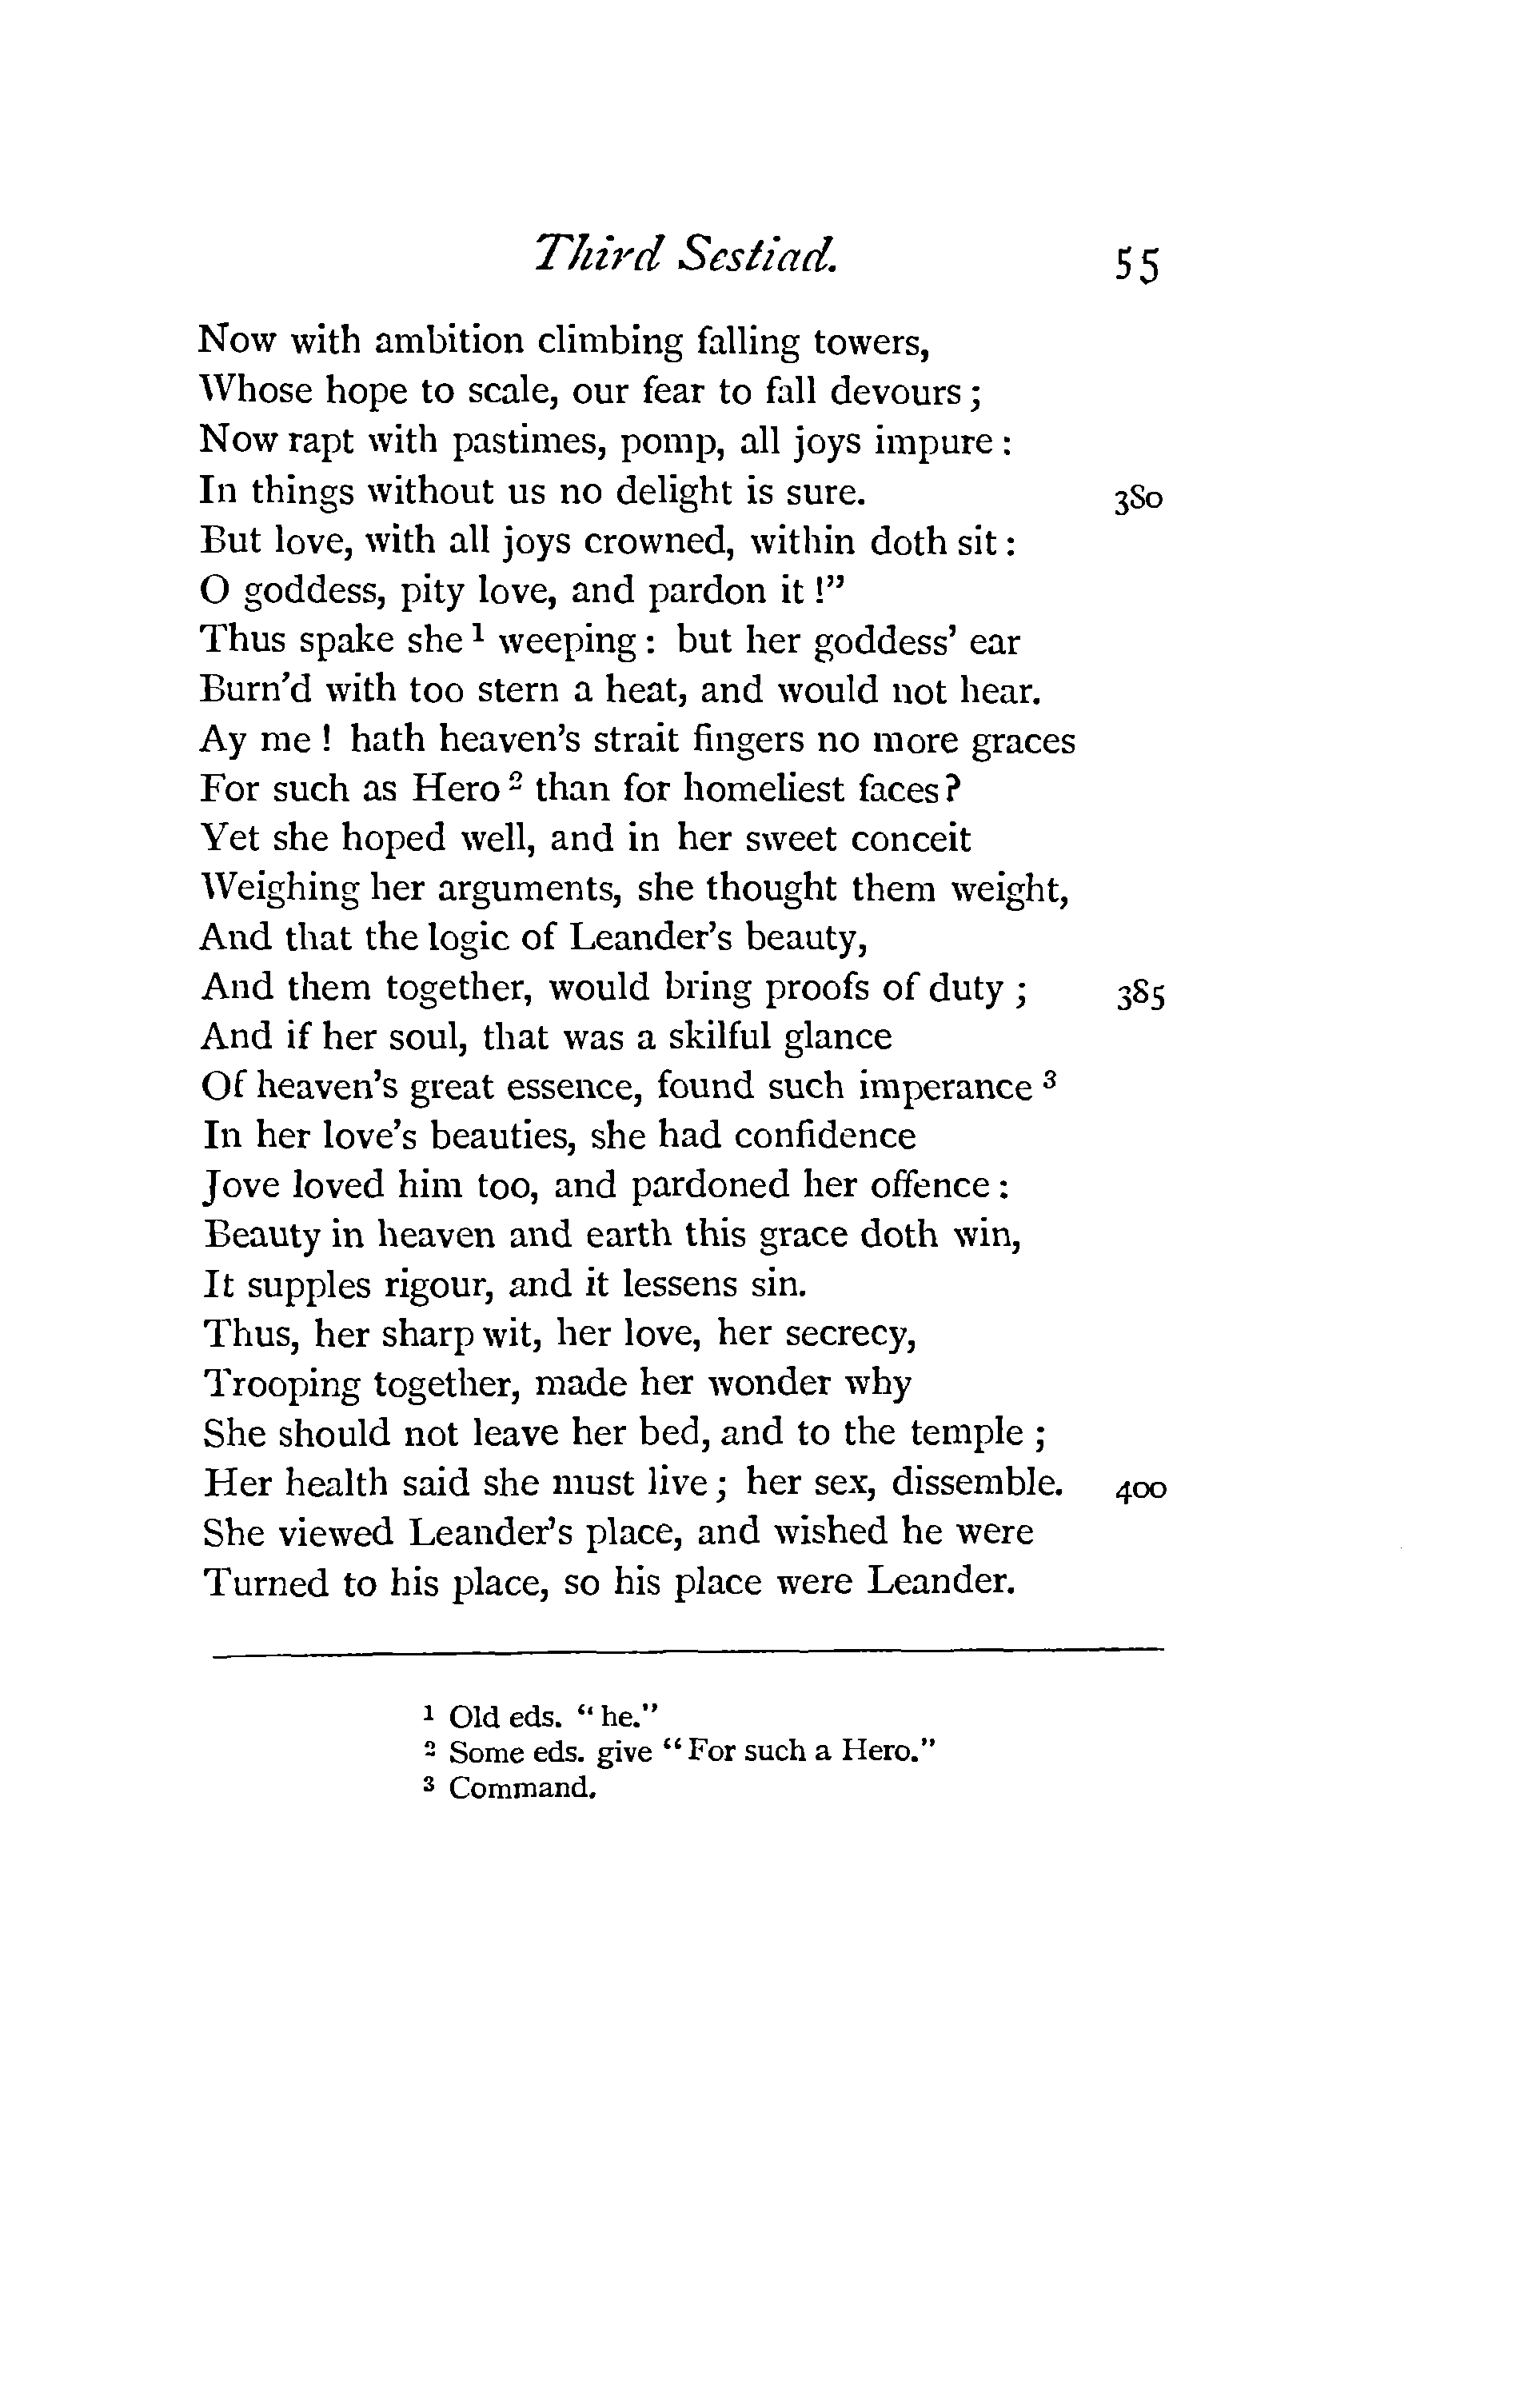 Third Sestiad. 55
Now with ambition climbing falling towers,
Whose hope to scale, our fear to fall devours ;
Now rapt with pastimes, pomp, all joys impure :
In things without us no delight is sure. 380
But love, with all joys crowned, within doth sit :
O goddess, pity love, and pardon it !”
Thus spake she ¹ weeping : but her goddess’ ear
Burn’d with too stern a heat, and would not hear.
Ay me ! hath heaven’s strait fingers no more graces
For such as Hero ² than for homeliest faces ?
Yet she hoped well, and in her sweet conceit
Weighing her arguments, she thought them weight,
And that the logic of Leander’s beauty,
And them together, would bring proofs of duty ; 385
And if her soul, that was a skilful glance
Of heaven’s great essence, found such imperance ³
In her love’s beauties, she had confidence
Jove loved him too, and pardoned her offence :
Beauty in heaven and earth this grace doth win,
It supples rigour, and it lessens sin.
Thus, her sharp wit, her love, her secrecy,
Trooping together, made her wonder why
She should not leave her bed, and to the temple ;
Her health said she must live ; her sex, dissemble. 400
She viewed Leander’s place, and wished he were
Turned to his place, so his place were Leander.
¹ Old eds. “ he.”
² Some eds. give “ For such a Hero.”
³ Command.